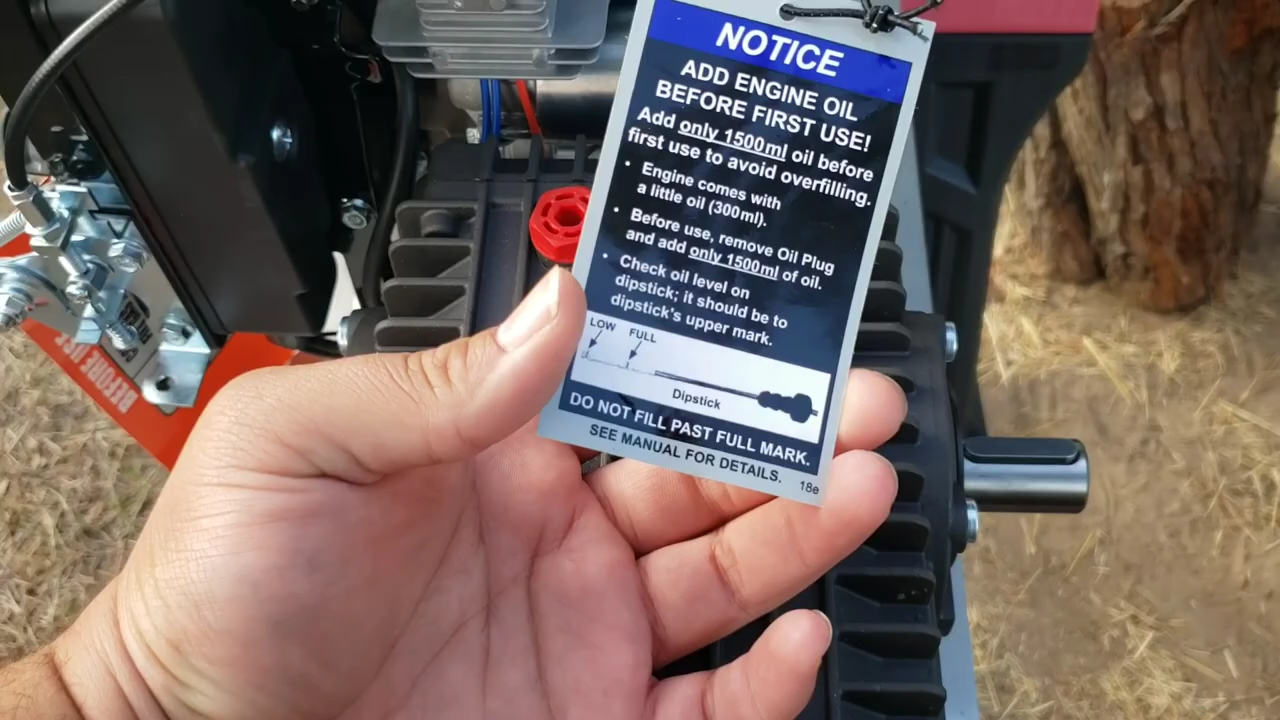 NOTICE
ADD ENGINE OIL
BEFORE FIRST USE!
Add only 1500ml oil before
first use to avoid overfilling.
• Engine comes with
a little oil (300ml).
• Before use, remove Oil Plug
and add only 1500ml of oil.
• Check oil level on
dipstick; it should be to
dipstick's upper mark.
LOW FULL
Dipstick
DO NOT FILL PAST FULL MARK.
SEE MANUAL FOR DETAILS.
18e
BEFORE USE